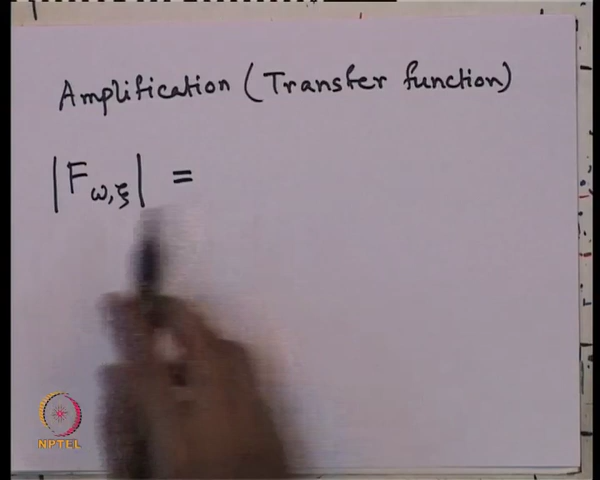 Amplification (Transfer function)
|F_{ω,ξ}| =
NPTEL